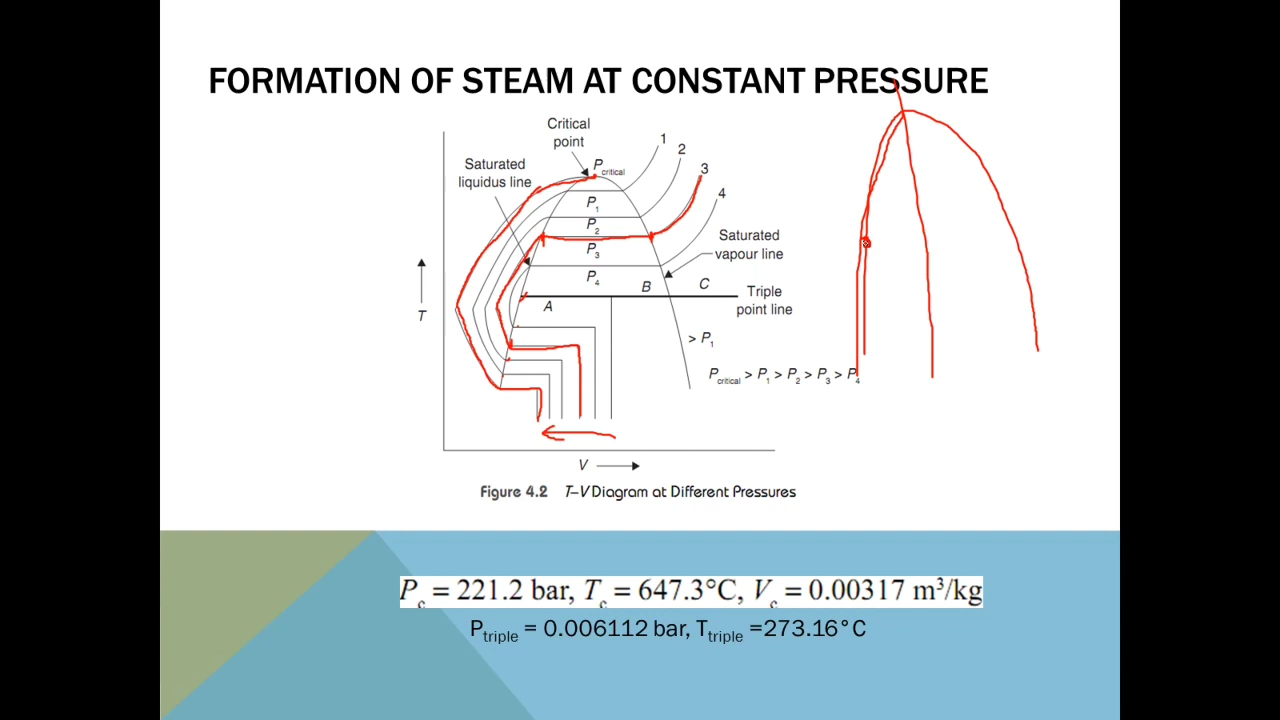 FORMATION OF STEAM AT CONSTANT PRESSURE
Critical
point
Pcritical
1
2
3
4
Saturated
liquidus line
P1
P2
P3
P4
Saturated
vapour line
A
B
C
Triple
point line
T
> P1
Pcritical > P1 > P2 > P3 > P4
V
Figure 4.2 T–V Diagram at Different Pressures
Pc = 221.2 bar, Tc = 647.3°C, Vc = 0.00317 m³/kg
Ptriple = 0.006112 bar, Ttriple =273.16°C